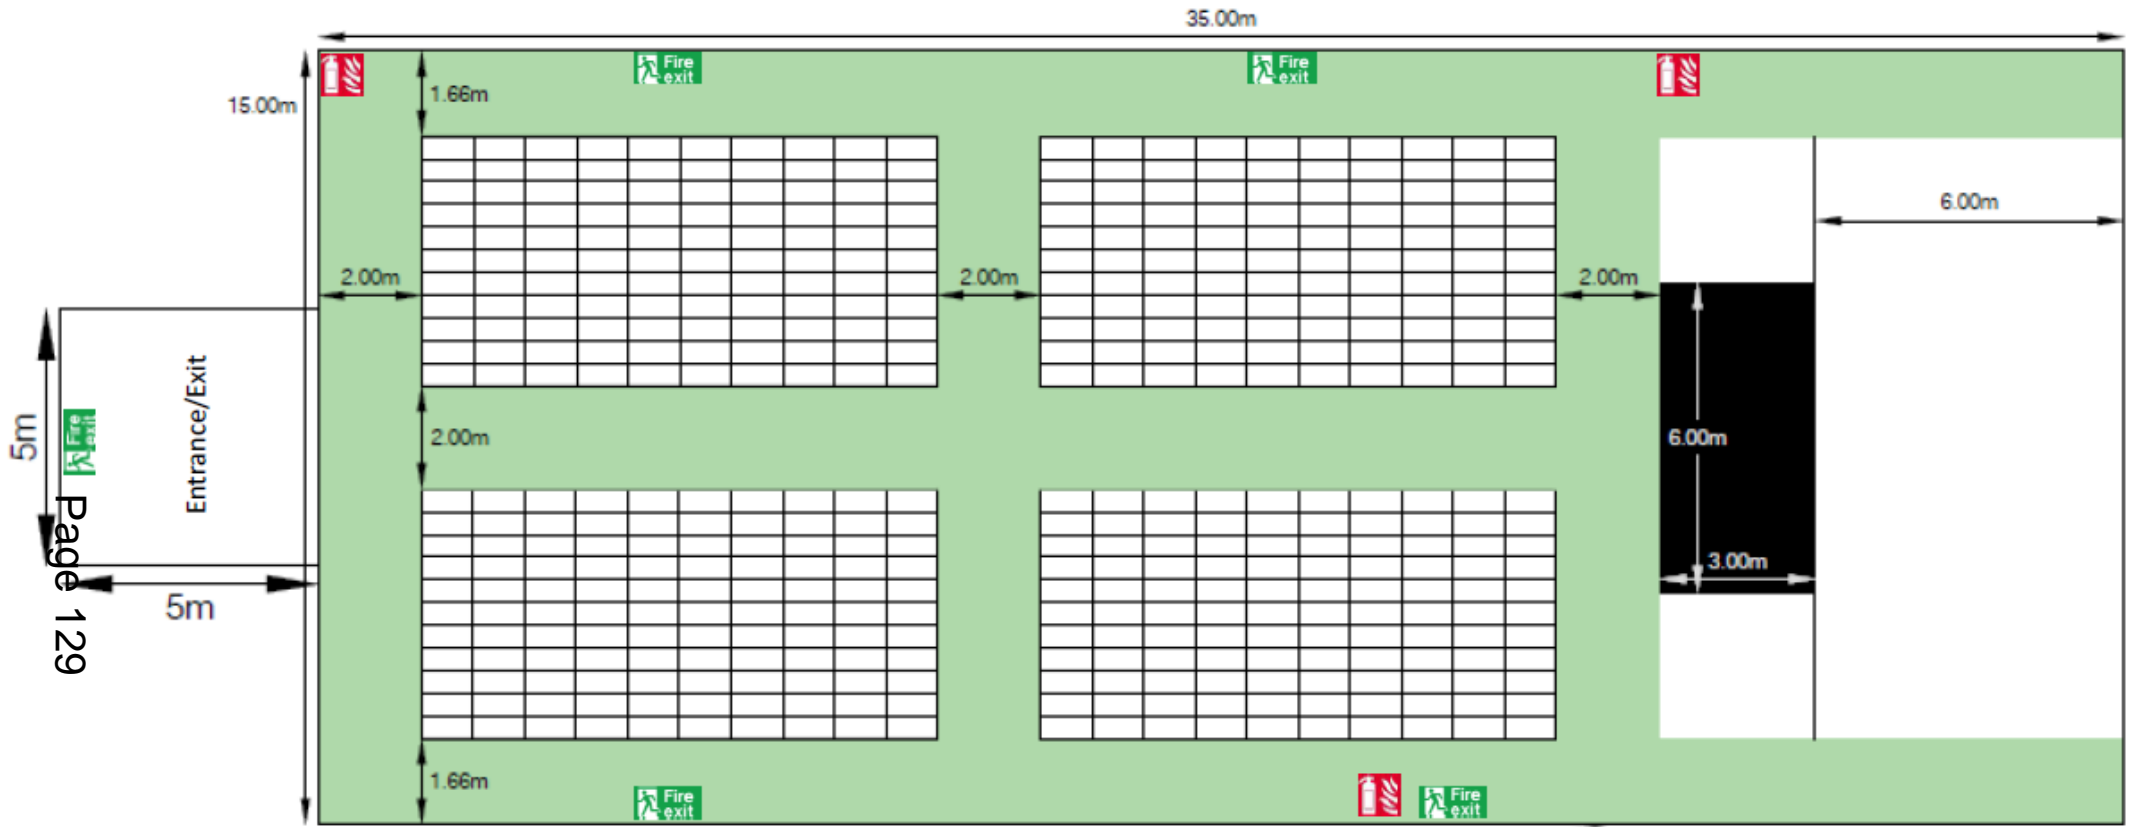 35.00m
Fire
exit
Fire
exit
15.00m
1.66m
6.00m
2.00m
2.00m
2.00m
5m
Fire
exit
Entrance/Exit
2.00m
6.00m
3.00m
5m
Page 129
1.66m
Fire
exit
Fire
exit